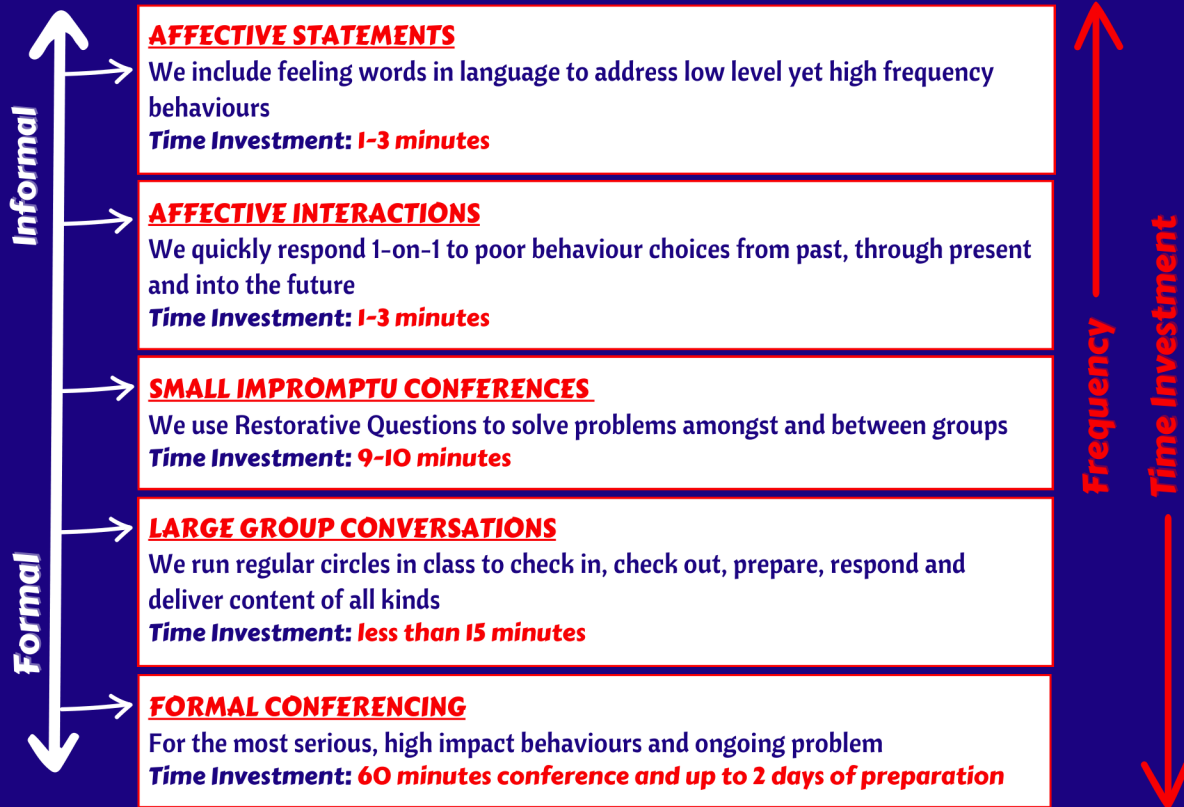 AFFECTIVE STATEMENTS
We include feeling words in language to address low level yet high frequency
behaviours
Time Investment: 1-3 minutes
AFFECTIVE INTERACTIONS
We quickly respond 1-on-1 to poor behaviour choices from past, through present
and into the future
Time Investment: 1-3 minutes
SMALL IMPROMPTU CONFERENCES
We use Restorative Questions to solve problems amongst and between groups
Time Investment: 9-10 minutes
LARGE GROUP CONVERSATIONS
We run regular circles in class to check in, check out, prepare, respond and
deliver content of all kinds
Time Investment: less than 15 minutes
FORMAL CONFERENCING
For the most serious, high impact behaviours and ongoing problem
Time Investment: 60 minutes conference and up to 2 days of preparation
Informal
Formal
Frequency
Time Investment